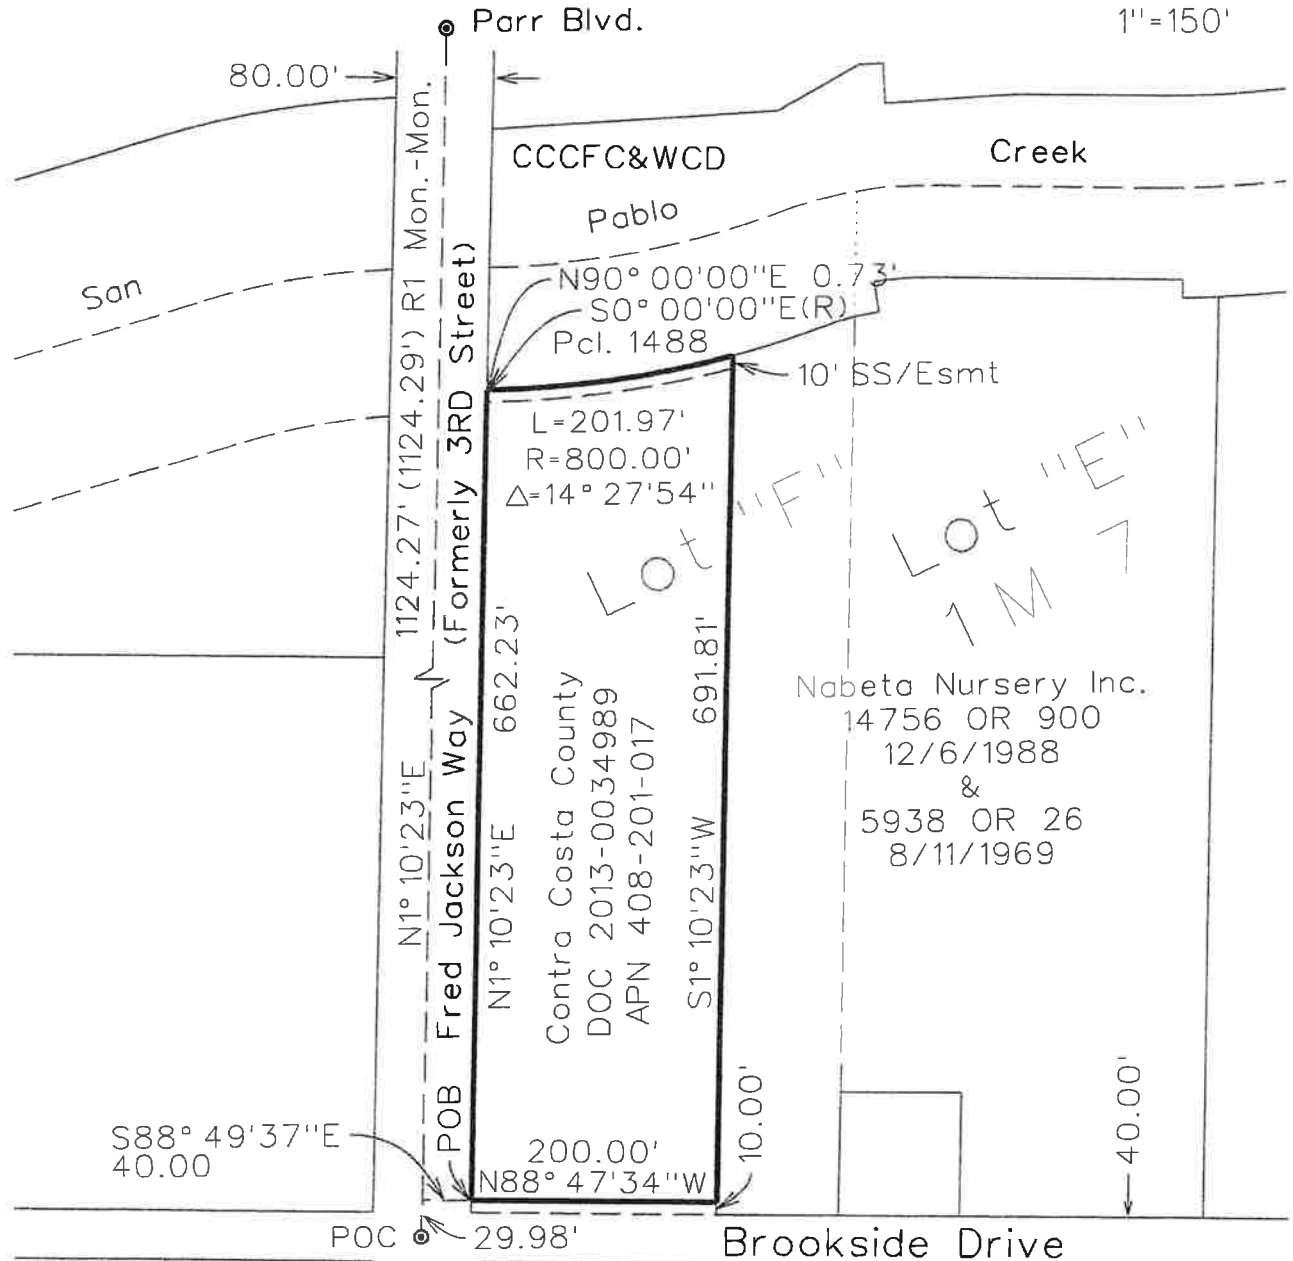 Parr Blvd.
1"=150'
80.00'
CCCFC&WCD
Creek
Pablo
San
N90° 00'00"E 0.73'
S0° 00'00"E(R)
Pcl. 1488
10' SS/Esmt
1124.27' (1124.29') R1 Mon.-Mon.
N1° 10'23"E
Fred Jackson Way (Formerly 3RD Street)
L=201.97'
R=800.00'
△=14° 27'54"
Lot "F"
Lot "E"
1 M 7
N1° 10'23"E 662.23'
Contra Costa County
DOC 2013-0034989
APN 408-201-017
S1° 10'23"W 691.81'
Nabeta Nursery Inc.
14756 OR 900
12/6/1988
&
5938 OR 26
8/11/1969
POB
S88° 49'37"E
40.00
200.00'
N88° 47'34"W
10.00'
40.00'
POC
29.98'
Brookside Drive